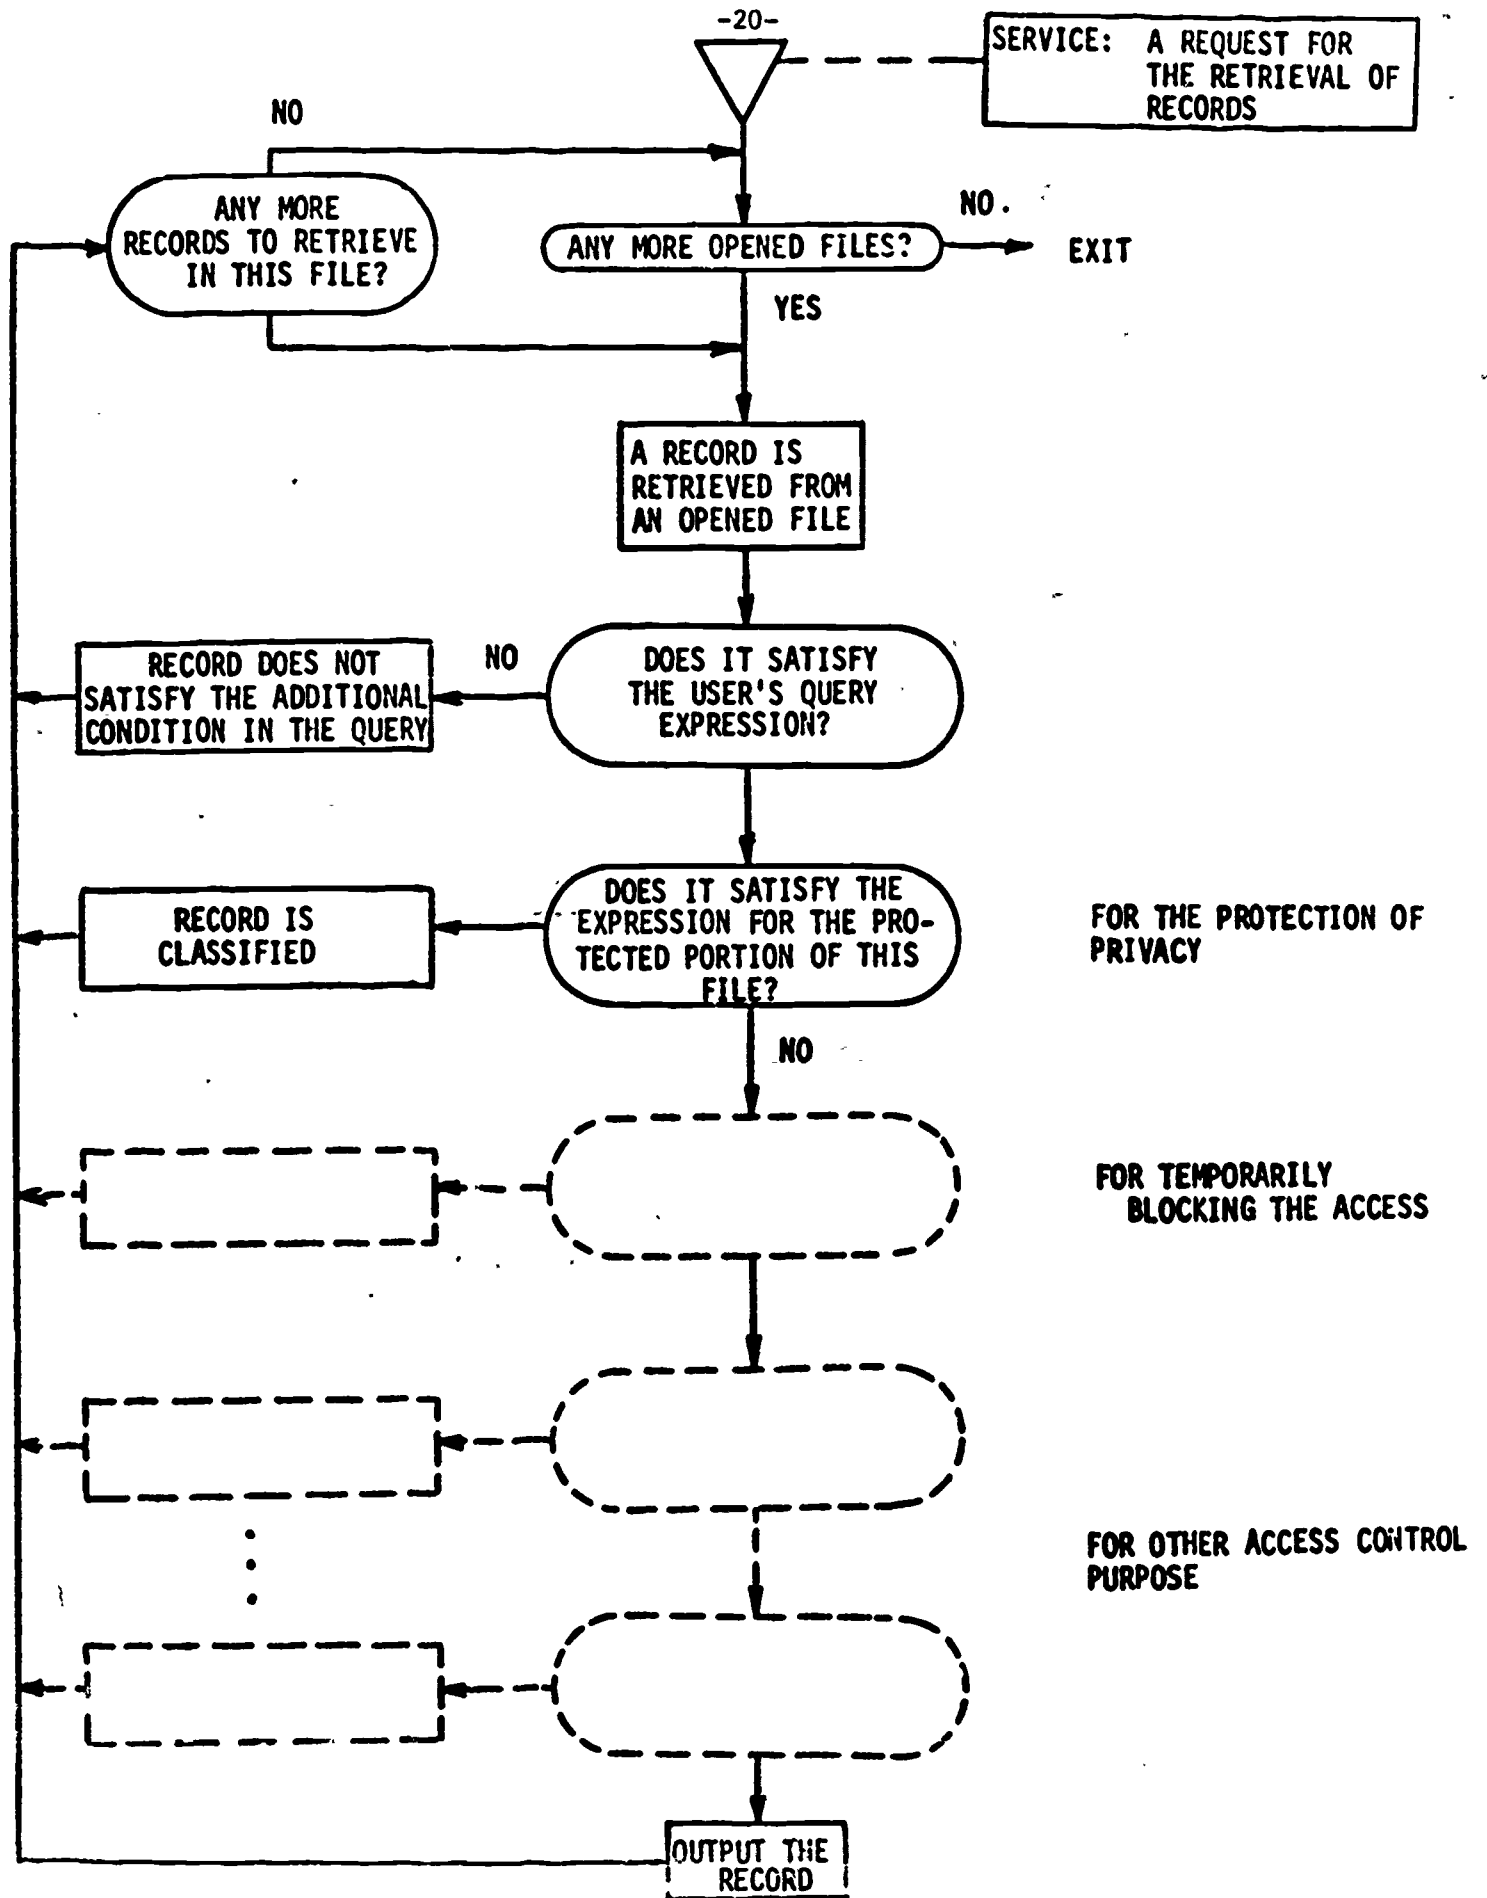 -20-
SERVICE: A REQUEST FOR
THE RETRIEVAL OF
RECORDS
NO
ANY MORE
RECORDS TO RETRIEVE
IN THIS FILE?
ANY MORE OPENED FILES?
NO.
EXIT
YES
A RECORD IS
RETRIEVED FROM
AN OPENED FILE
RECORD DOES NOT
SATISFY THE ADDITIONAL
CONDITION IN THE QUERY
NO
DOES IT SATISFY
THE USER'S QUERY
EXPRESSION?
RECORD IS
CLASSIFIED
DOES IT SATISFY THE
EXPRESSION FOR THE PRO-
TECTED PORTION OF THIS
FILE?
FOR THE PROTECTION OF
PRIVACY
NO
FOR TEMPORARILY
BLOCKING THE ACCESS
FOR OTHER ACCESS CONTROL
PURPOSE
OUTPUT THE
RECORD